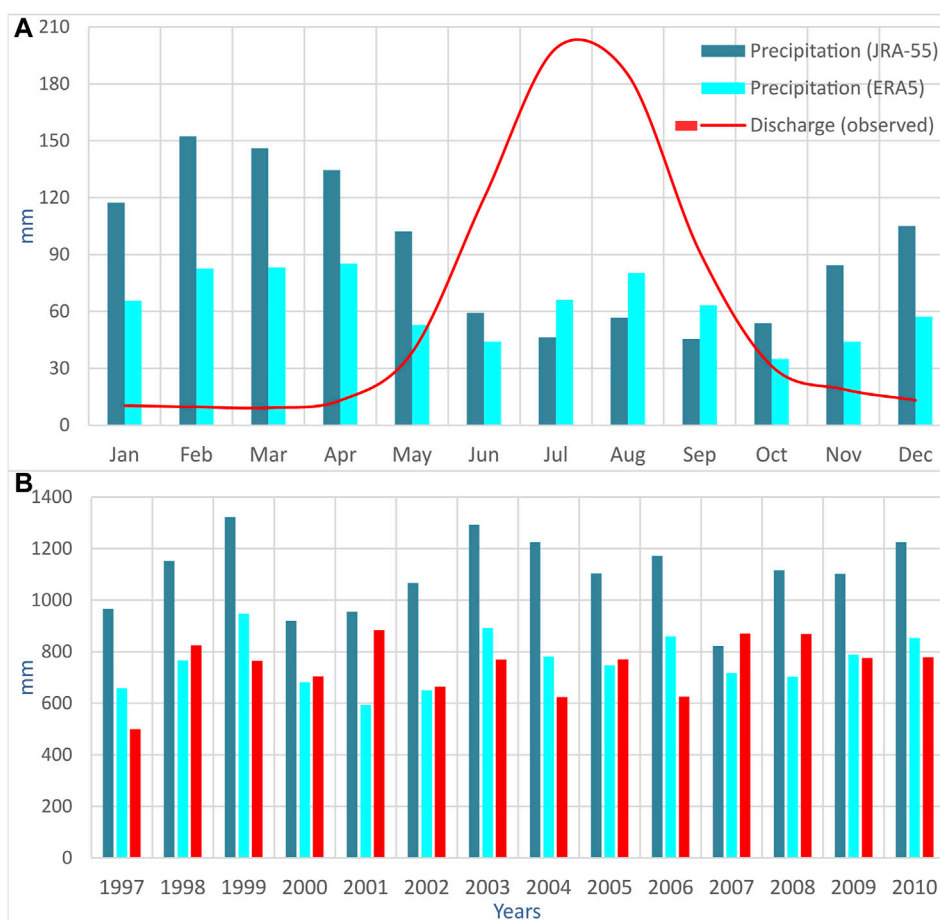 A
210
Precipitation (JRA-55)
180
Precipitation (ERA5)
150
Discharge (observed)
120
mm
90
60
30
0
Jan Feb Mar Apr May Jun Jul Aug Sep Oct Nov Dec
B
1400
1200
1000
800
mm
600
400
200
0
1997 1998 1999 2000 2001 2002 2003 2004 2005 2006 2007 2008 2009 2010
Years